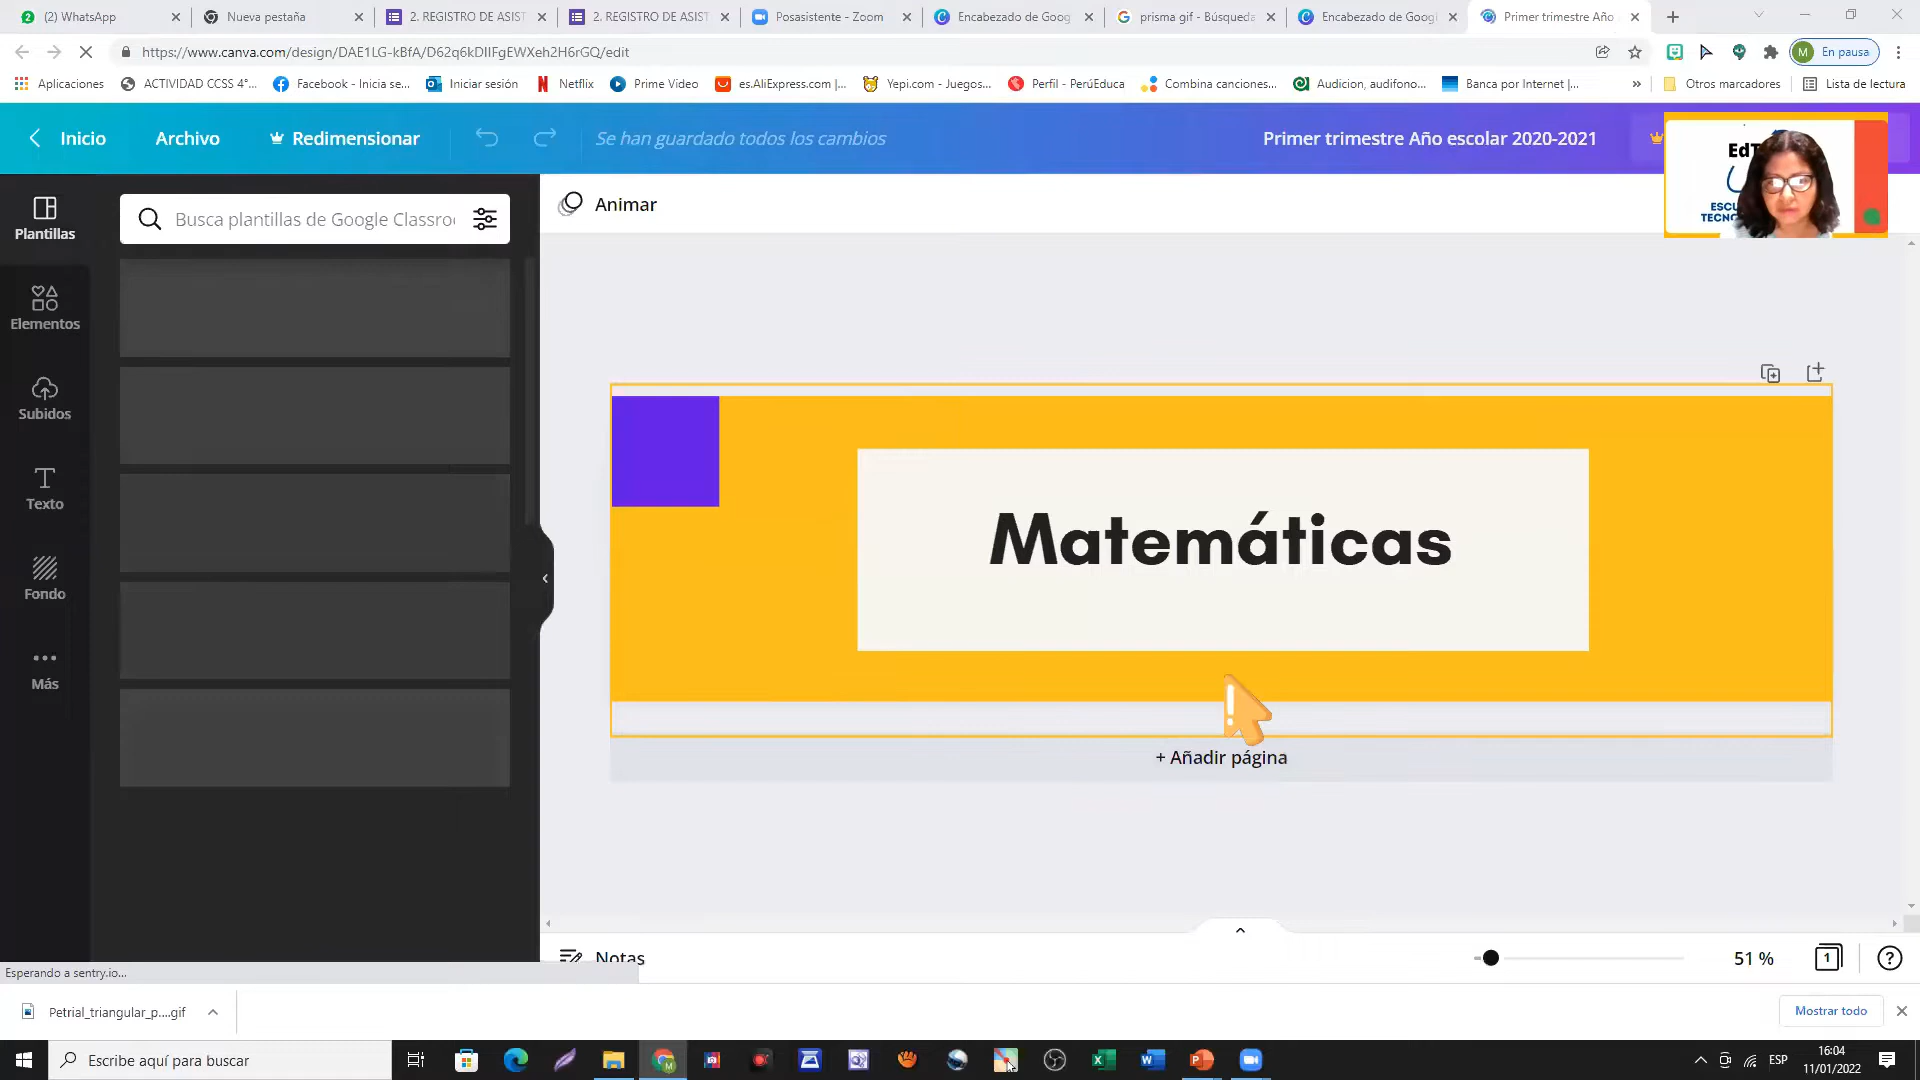 (2) WhatsApp
Nueva pestaña
2. REGISTRO DE ASIST
2. REGISTRO DE ASIST
Posasistente - Zoom
Encabezado de Goog
prisma gif - Búsqueda
Encabezado de Googl
Primer trimestre Año
https://www.canva.com/design/DAE1LG-kBfA/D62q6kDIIFgEWXeh2H6rGQ/edit
M
En pausa
Aplicaciones
ACTIVIDAD CCSS 4°...
Facebook - Inicia se...
Iniciar sesión
Netflix
Prime Video
es.AliExpress.com |...
Yepi.com - Juegos...
Perfil - PerúEduca
Combina canciones...
Audicion, audifono...
Banca por Internet |...
»
Otros marcadores
Lista de lectura
Inicio
Archivo
Redimensionar
Se han guardado todos los cambios
Primer trimestre Año escolar 2020-2021
EdT
ESCU
TECNO
Plantillas
Busca plantillas de Google Classro
Animar
Elementos
Subidos
Texto
Fondo
Más
Matemáticas
+ Añadir página
Notas
51 %
1
?
Esperando a sentry.io...
Petrial_triangular_p....gif
Mostrar todo
Escribe aquí para buscar
ESP
16:04
11/01/2022